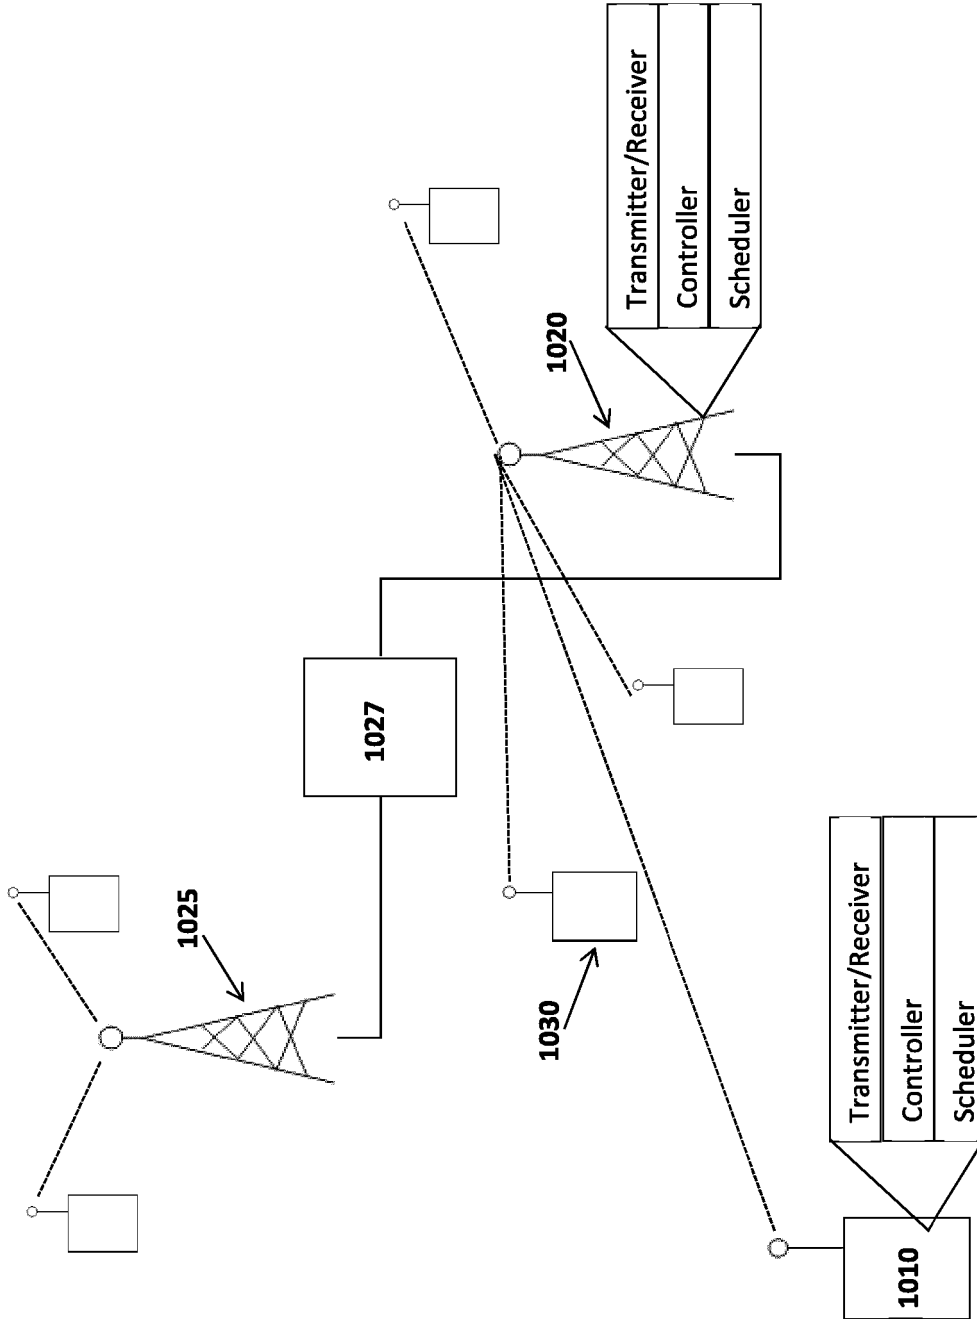 1025
1027
1020
Transmitter/Receiver
Controller
Scheduler
1030
1010
Transmitter/Receiver
Controller
Scheduler